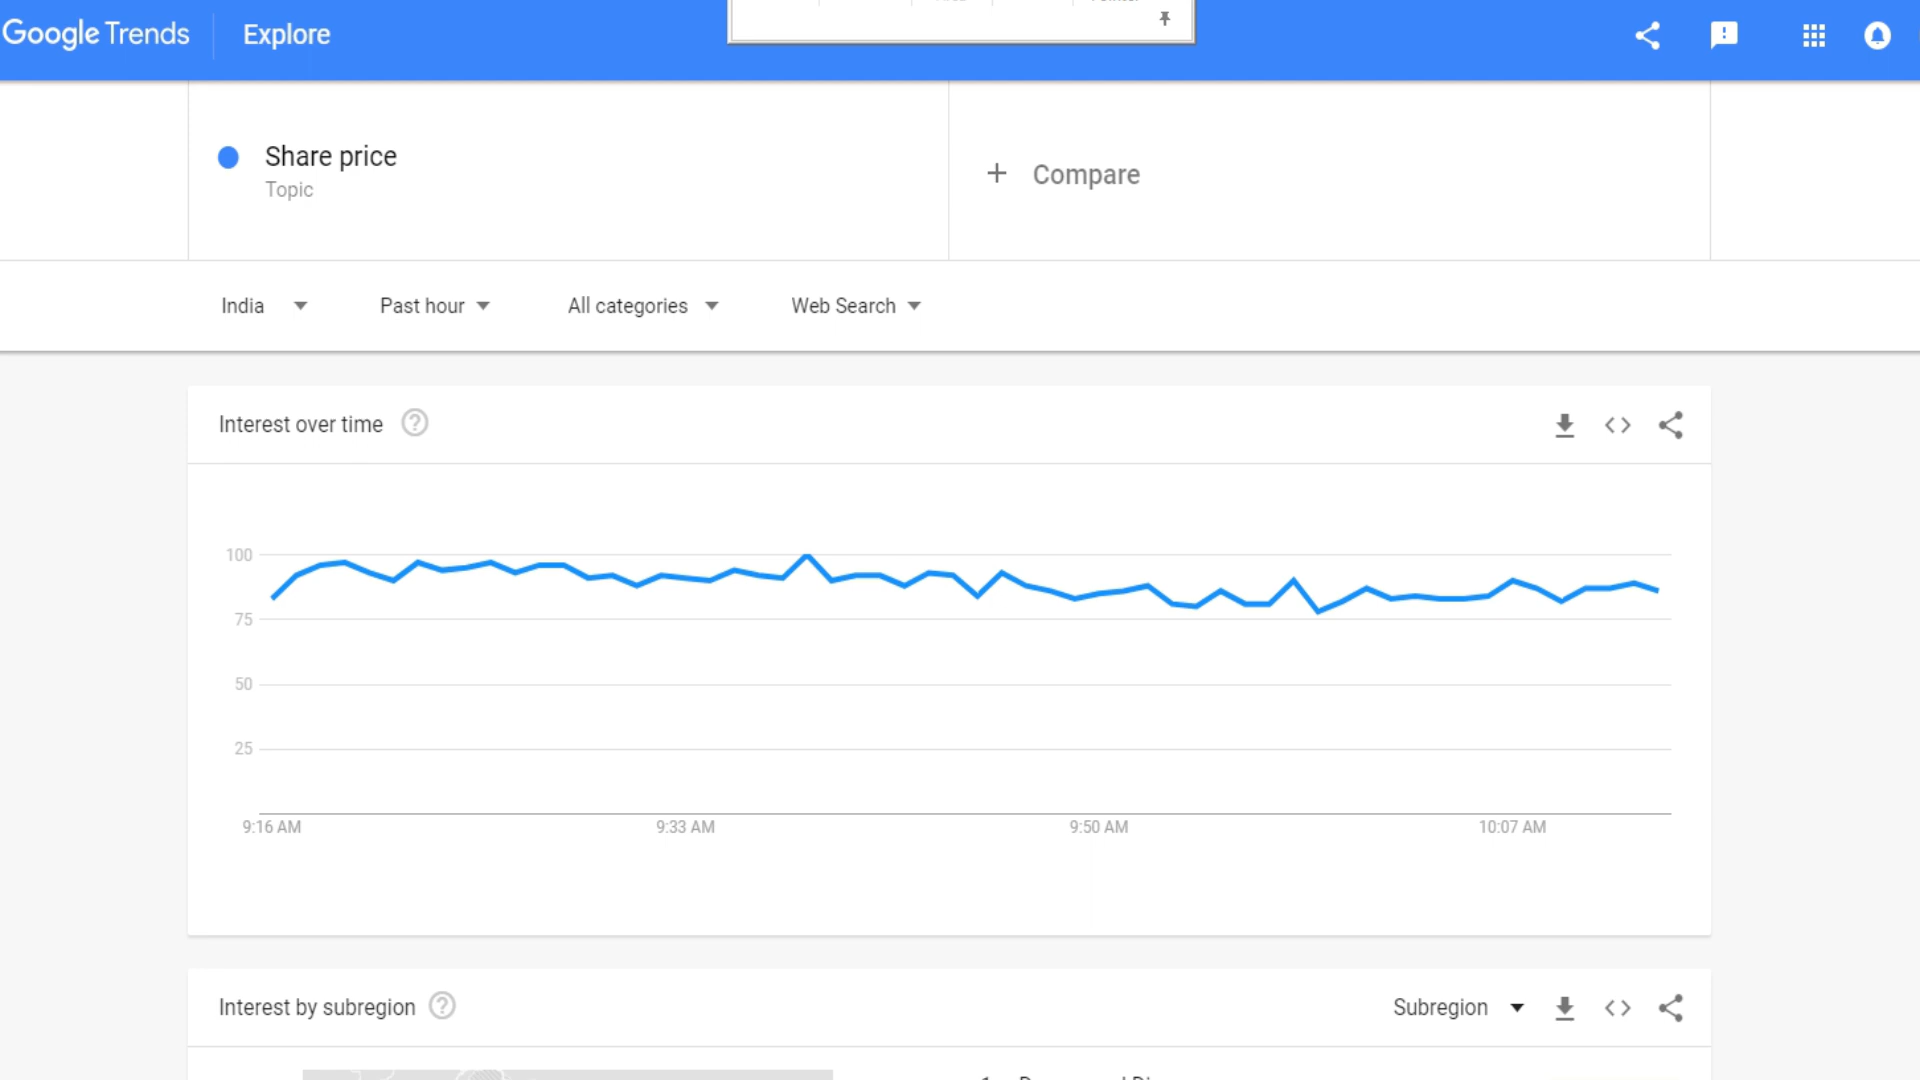 Google Trends Explore
Share price
Topic
+ Compare
India Past hour All categories Web Search
Interest over time ?
100
75
50
25
9:16 AM 9:33 AM 9:50 AM 10:07 AM
Interest by subregion ? Subregion